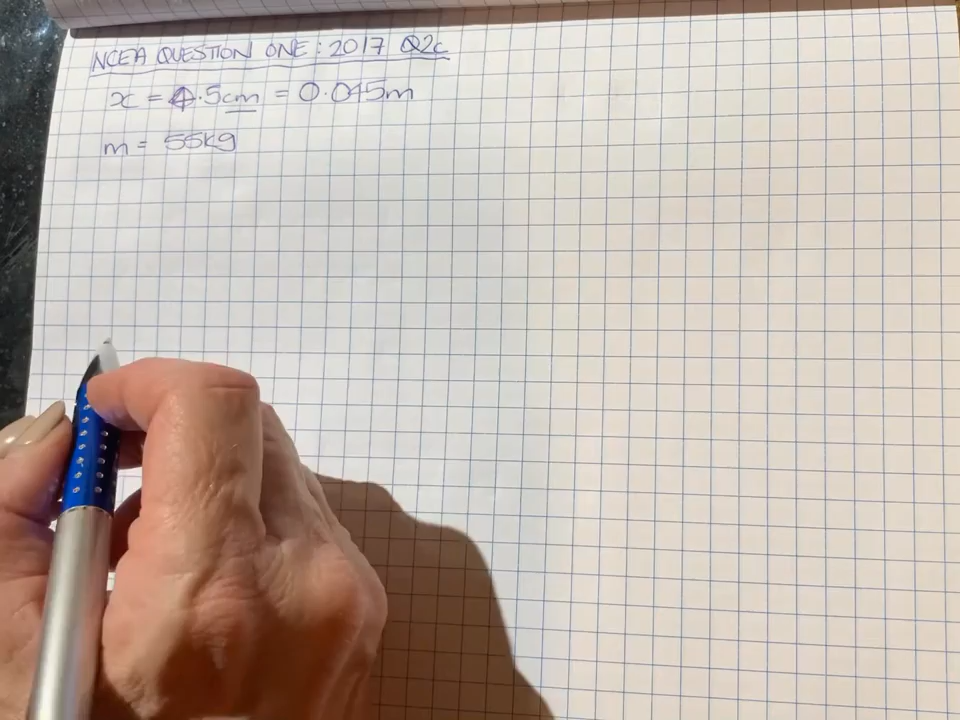 NCEA QUESTION ONE: 2017 Q2c
x = 4.5cm = 0.045m
m = 55kg